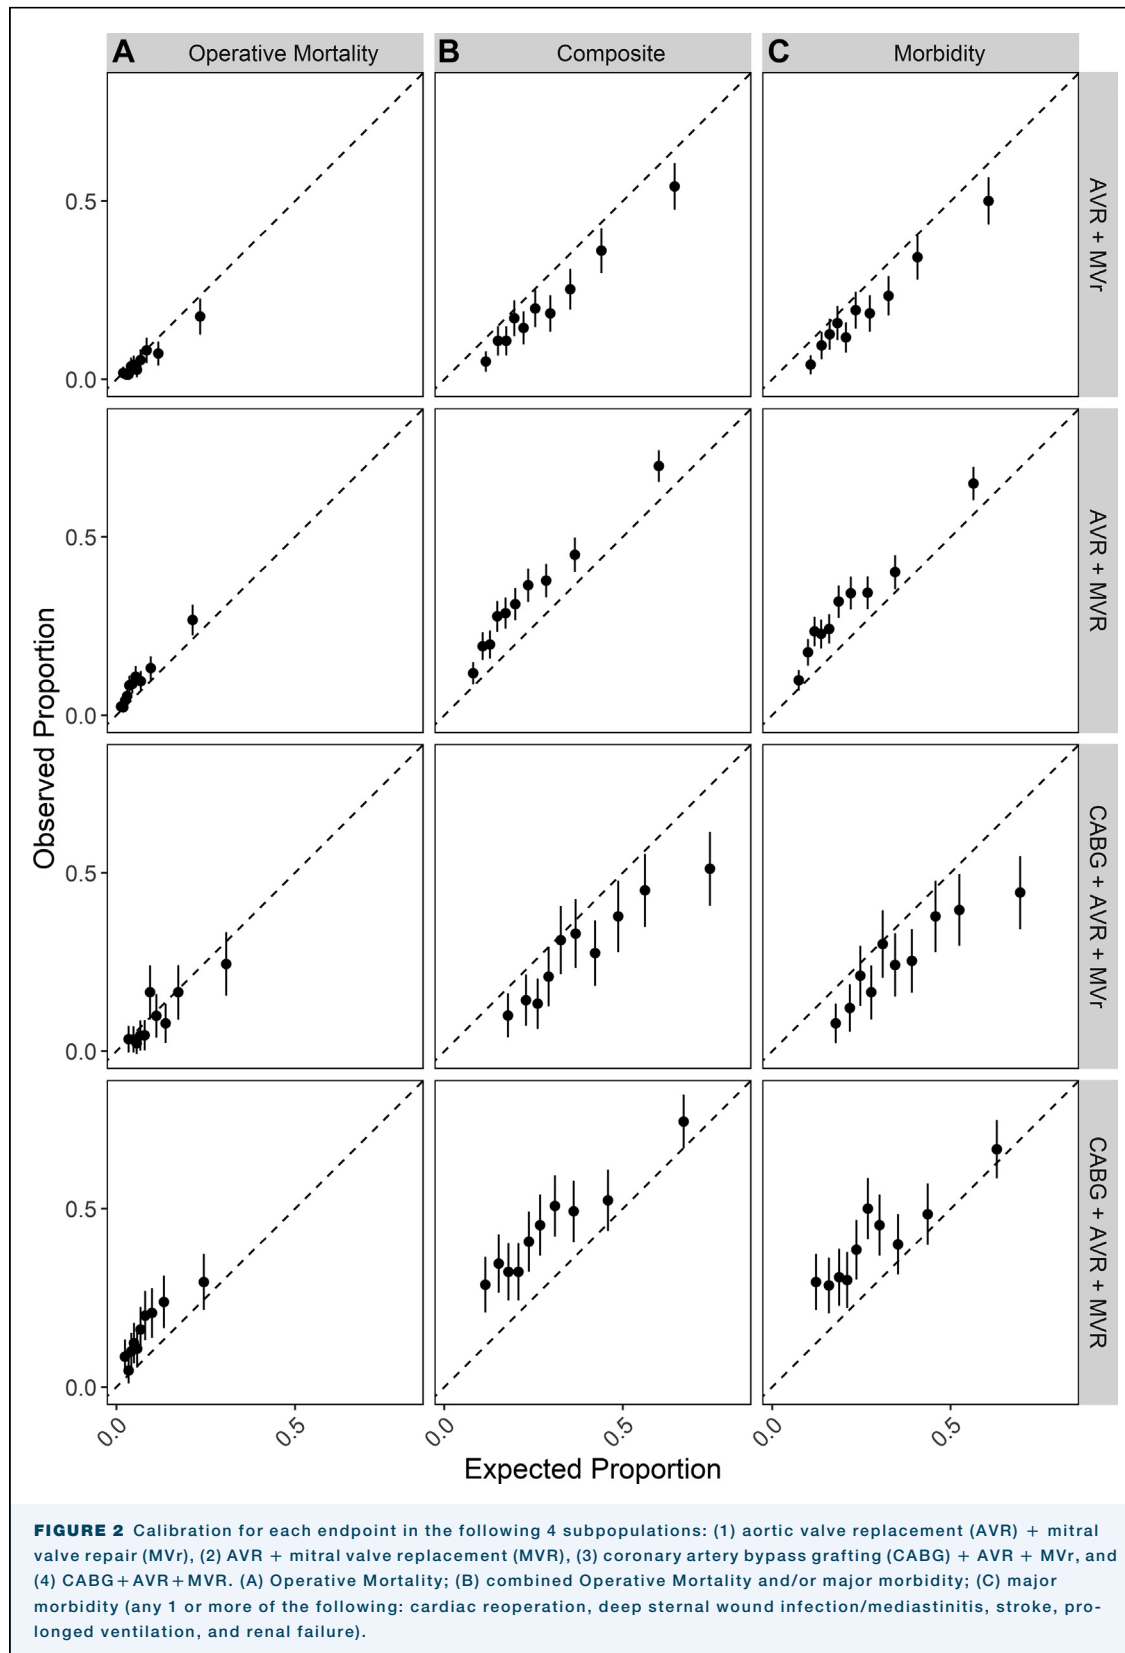 A Operative Mortality
B Composite
C Morbidity
AVR + MVr
AVR + MVR
CABG + AVR + MVr
CABG + AVR + MVR
Observed Proportion
0.5
0.0
0.5
0.0
0.5
0.0
0.5
0.0
0.0
0.5
0.0
0.5
0.0
0.5
Expected Proportion
FIGURE 2 Calibration for each endpoint in the following 4 subpopulations: (1) aortic valve replacement (AVR) + mitral
valve repair (MVr), (2) AVR + mitral valve replacement (MVR), (3) coronary artery bypass grafting (CABG) + AVR + MVr, and
(4) CABG+AVR+MVR. (A) Operative Mortality; (B) combined Operative Mortality and/or major morbidity; (C) major
morbidity (any 1 or more of the following: cardiac reoperation, deep sternal wound infection/mediastinitis, stroke, pro-
longed ventilation, and renal failure).